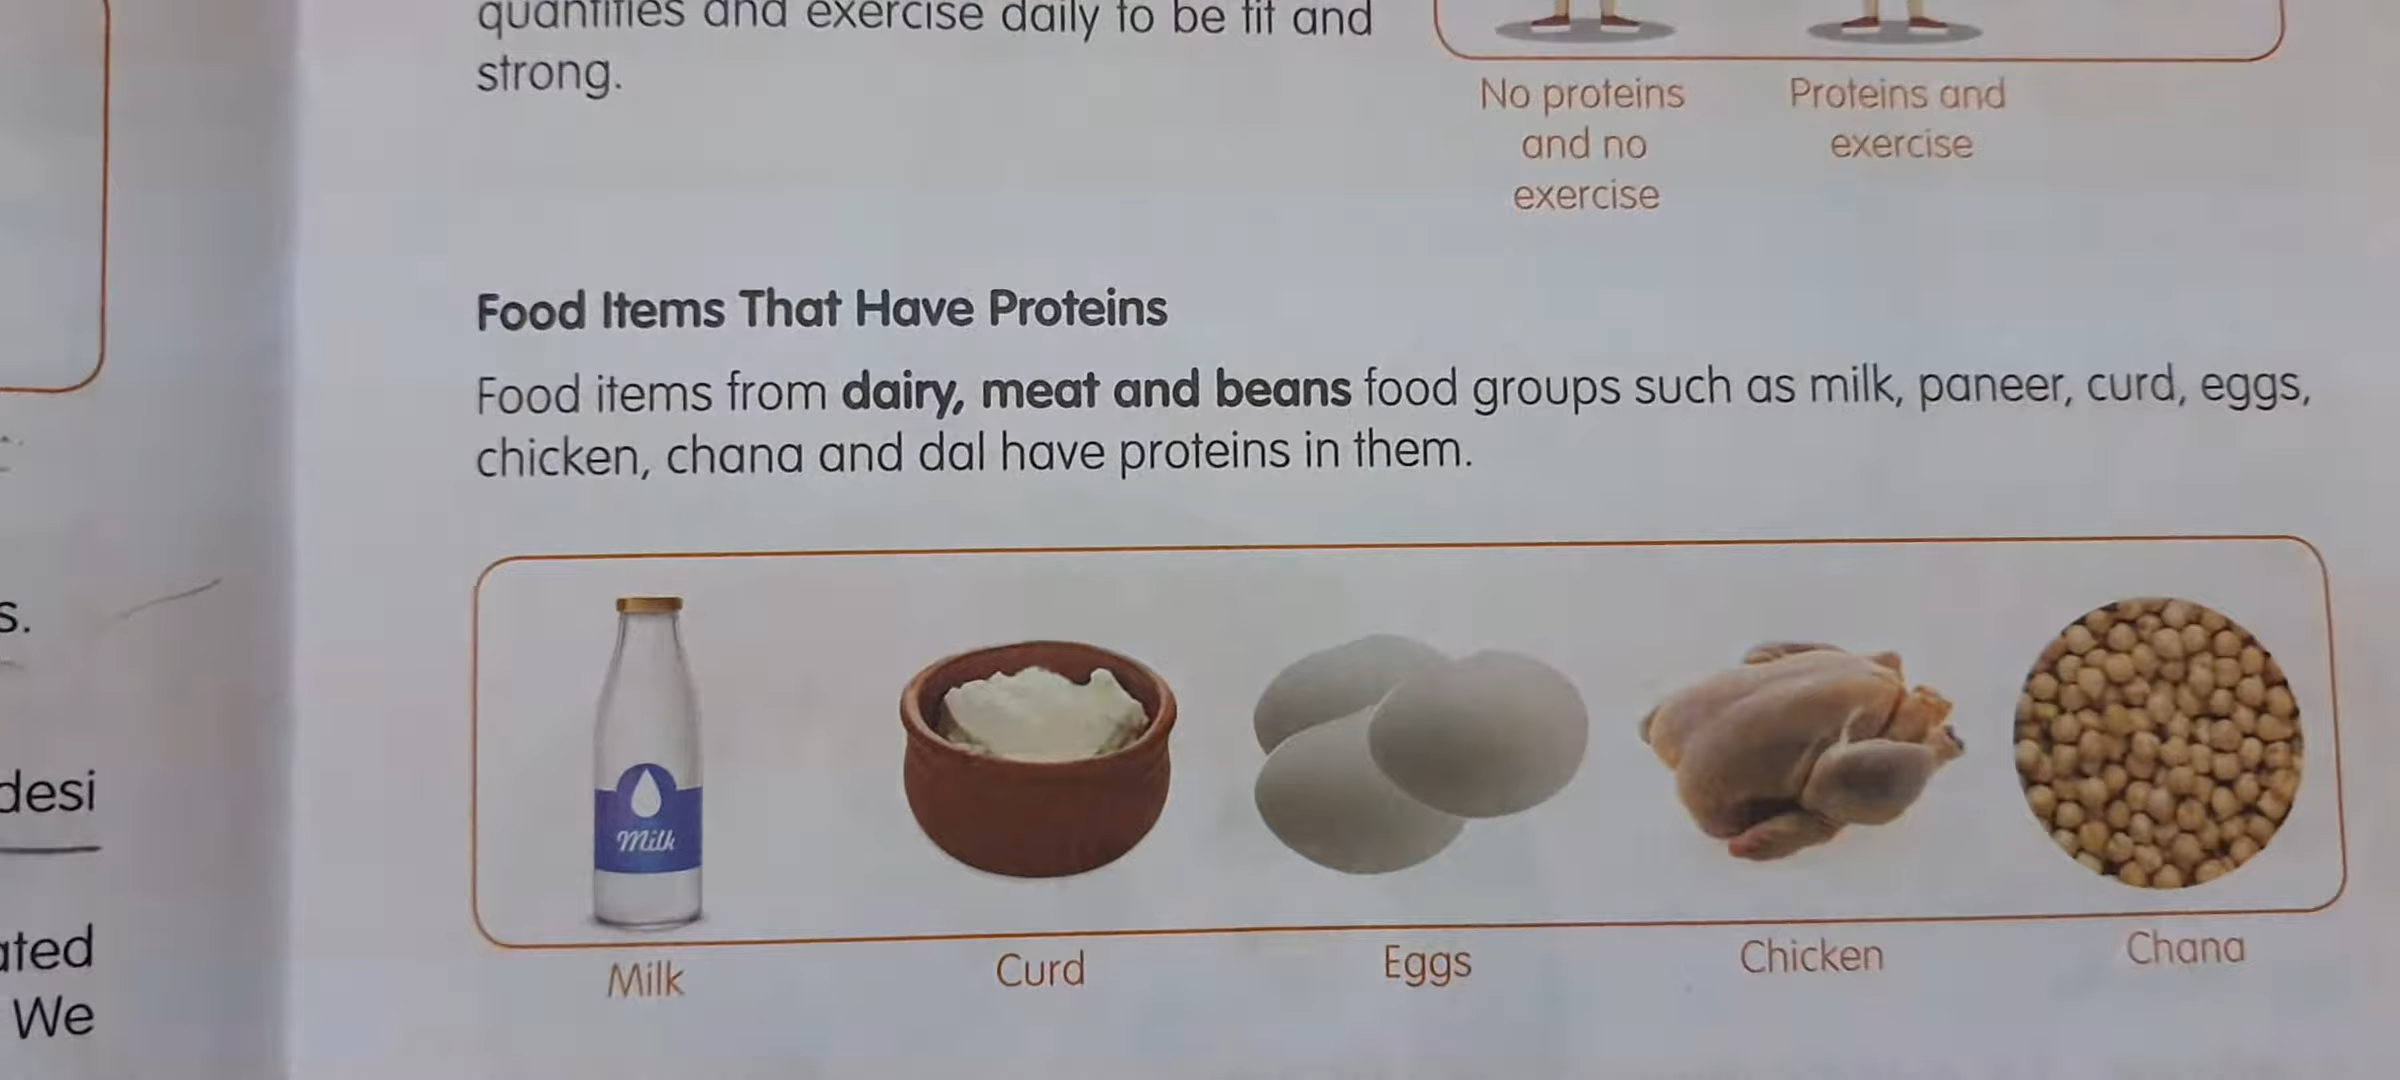 s.
desi
ated
We
quantities and exercise daily to be fit and
strong.
No proteins
and no
exercise
Proteins and
exercise
Food Items That Have Proteins
Food items from dairy, meat and beans food groups such as milk, paneer, curd, eggs,
chicken, chana and dal have proteins in them.
Milk
Milk
Curd
Eggs
Chicken
Chana